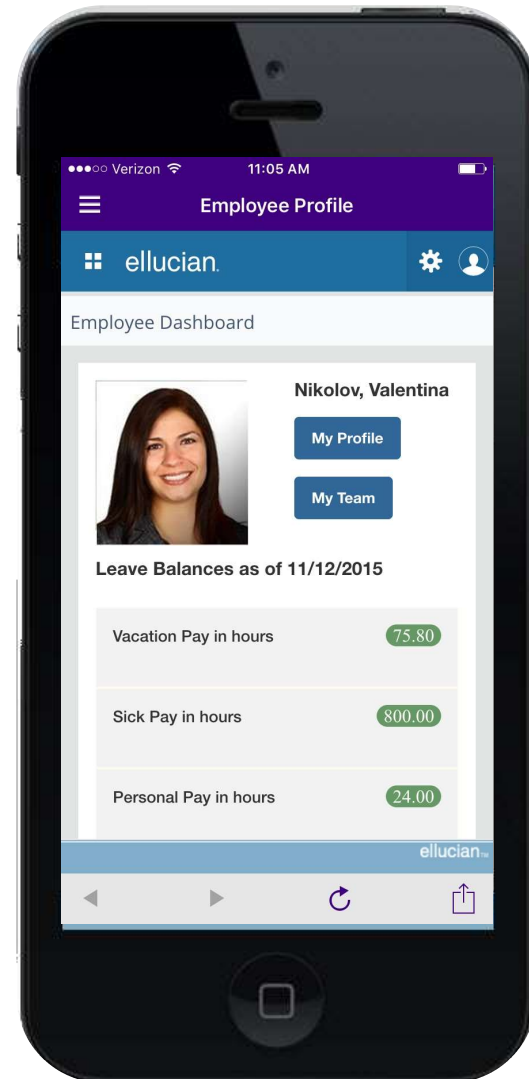 ●●●○○ Verizon 11:05 AM
Employee Profile
ellucian.
Employee Dashboard
Nikolov, Valentina
My Profile
My Team
Leave Balances as of 11/12/2015
Vacation Pay in hours 75.80
Sick Pay in hours 800.00
Personal Pay in hours 24.00
ellucian™